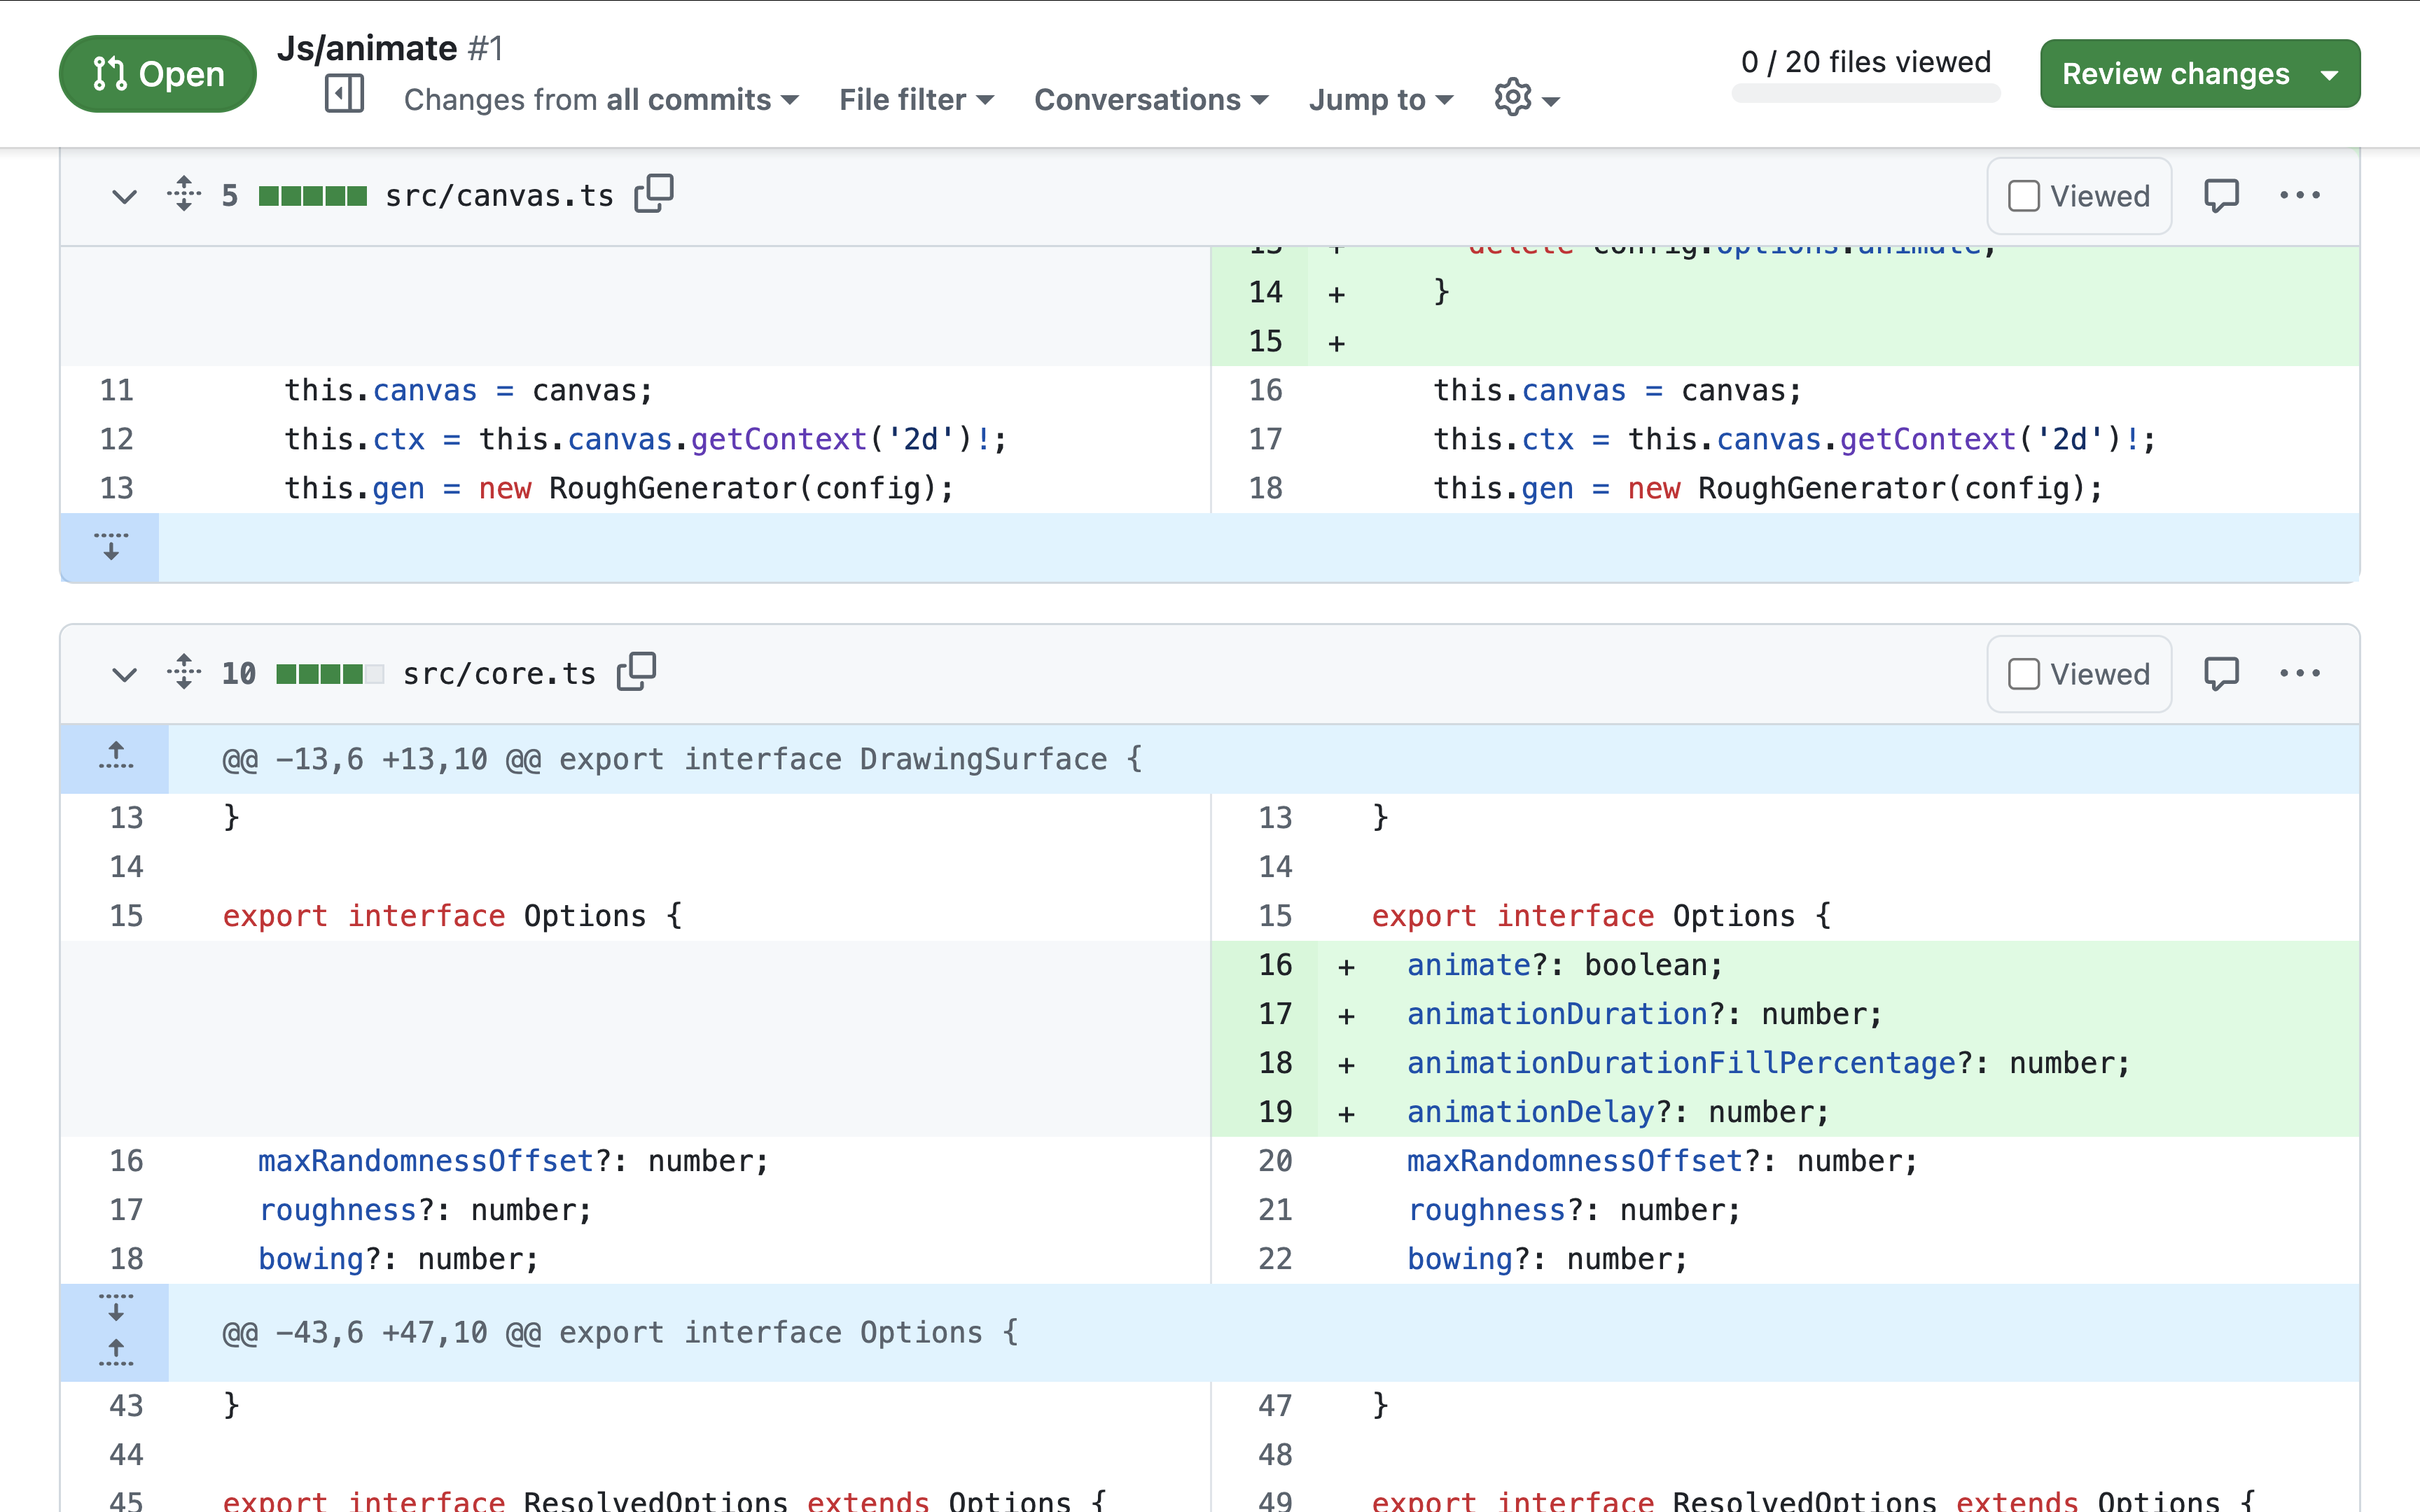 Open
Js/animate #1
Changes from all commits
File filter
Conversations
Jump to
0 / 20 files viewed
Review changes
5 src/canvas.ts
Viewed
13 + delete config.options.animate;
14 + }
15 +
11 this.canvas = canvas;
16 this.canvas = canvas;
12 this.ctx = this.canvas.getContext('2d')!;
17 this.ctx = this.canvas.getContext('2d')!;
13 this.gen = new RoughGenerator(config);
18 this.gen = new RoughGenerator(config);
10 src/core.ts
Viewed
@@ -13,6 +13,10 @@ export interface DrawingSurface {
13 }
13 }
14
14
15 export interface Options {
15 export interface Options {
16 + animate?: boolean;
17 + animationDuration?: number;
18 + animationDurationFillPercentage?: number;
19 + animationDelay?: number;
16 maxRandomnessOffset?: number;
20 maxRandomnessOffset?: number;
17 roughness?: number;
21 roughness?: number;
18 bowing?: number;
22 bowing?: number;
@@ -43,6 +47,10 @@ export interface Options {
43 }
47 }
44
48
45 export interface ResolvedOptions extends Options {
49 export interface ResolvedOptions extends Options {